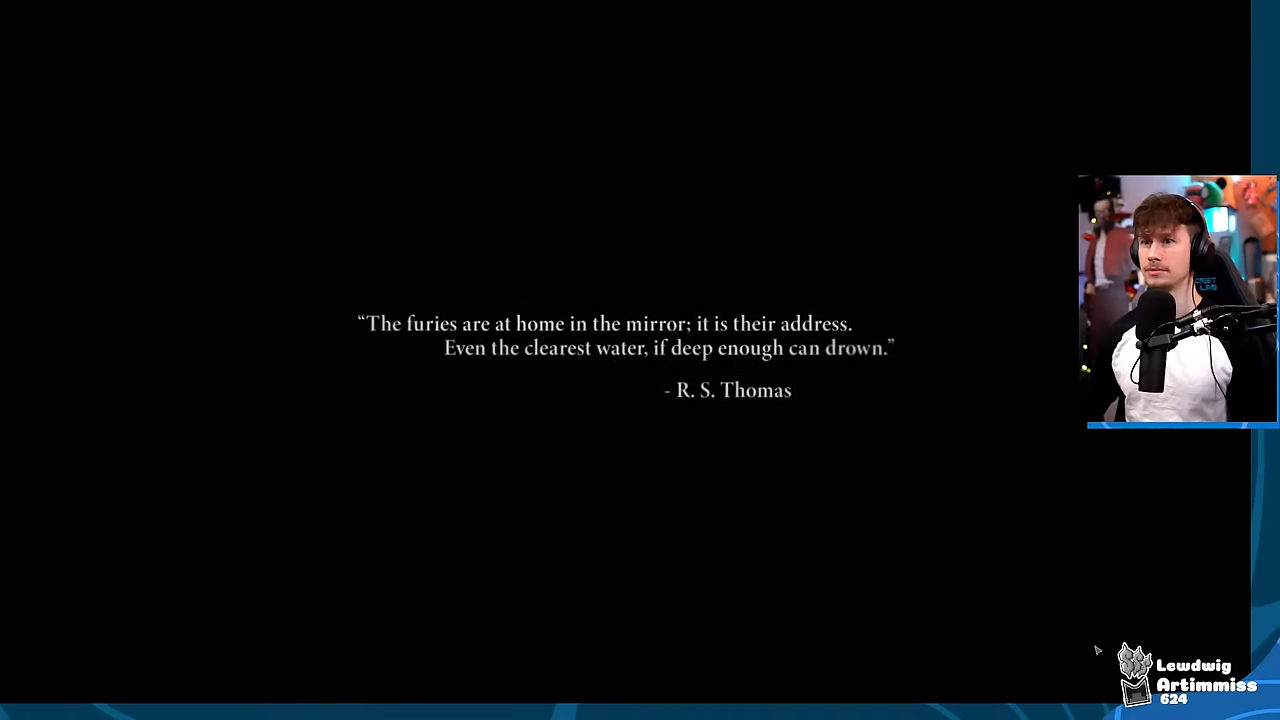 “The furies are at home in the mirror; it is their address.
Even the clearest water, if deep enough can drown.”
- R. S. Thomas
Lewdwig
Artimmiss
624